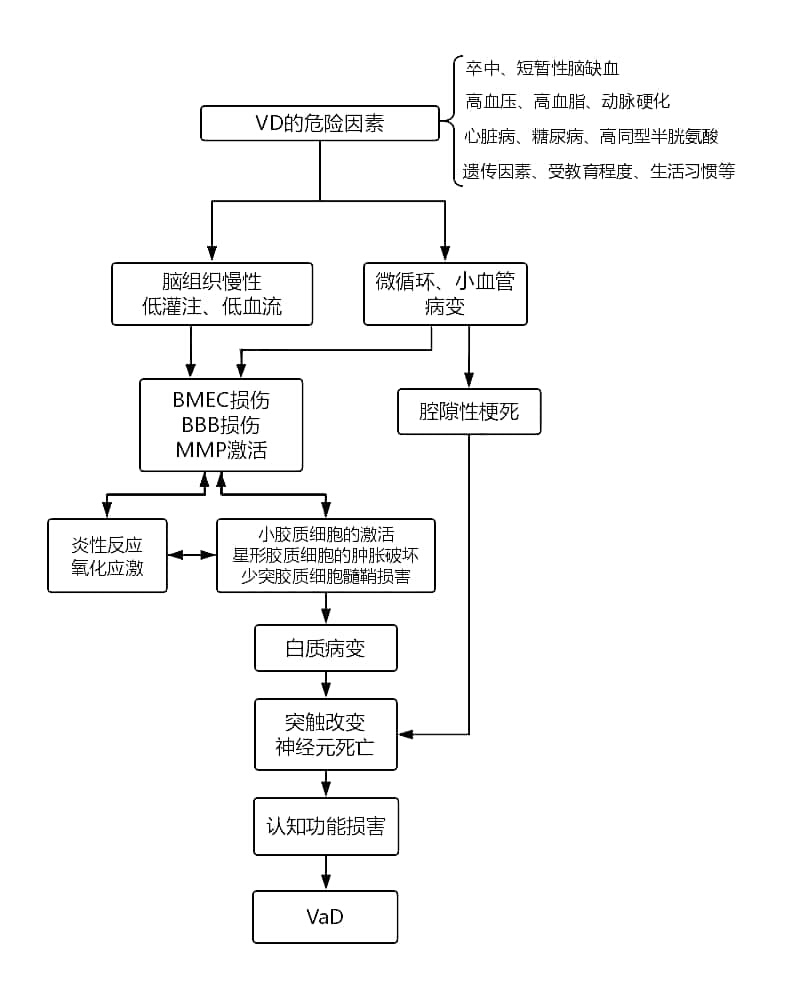 卒中、短暂性脑缺血
高血压、高血脂、动脉硬化
VD的危险因素
心脏病、糖尿病、高同型半胱氨酸
遗传因素、受教育程度、生活习惯等
脑组织慢性
低灌注、低血流
微循环、小血管
病变
BMEC损伤
BBB损伤
MMP激活
腔隙性梗死
炎性反应
氧化应激
小胶质细胞的激活
星形胶质细胞的肿胀破坏
少突胶质细胞髓鞘损害
白质病变
突触改变
神经元死亡
认知功能损害
VaD